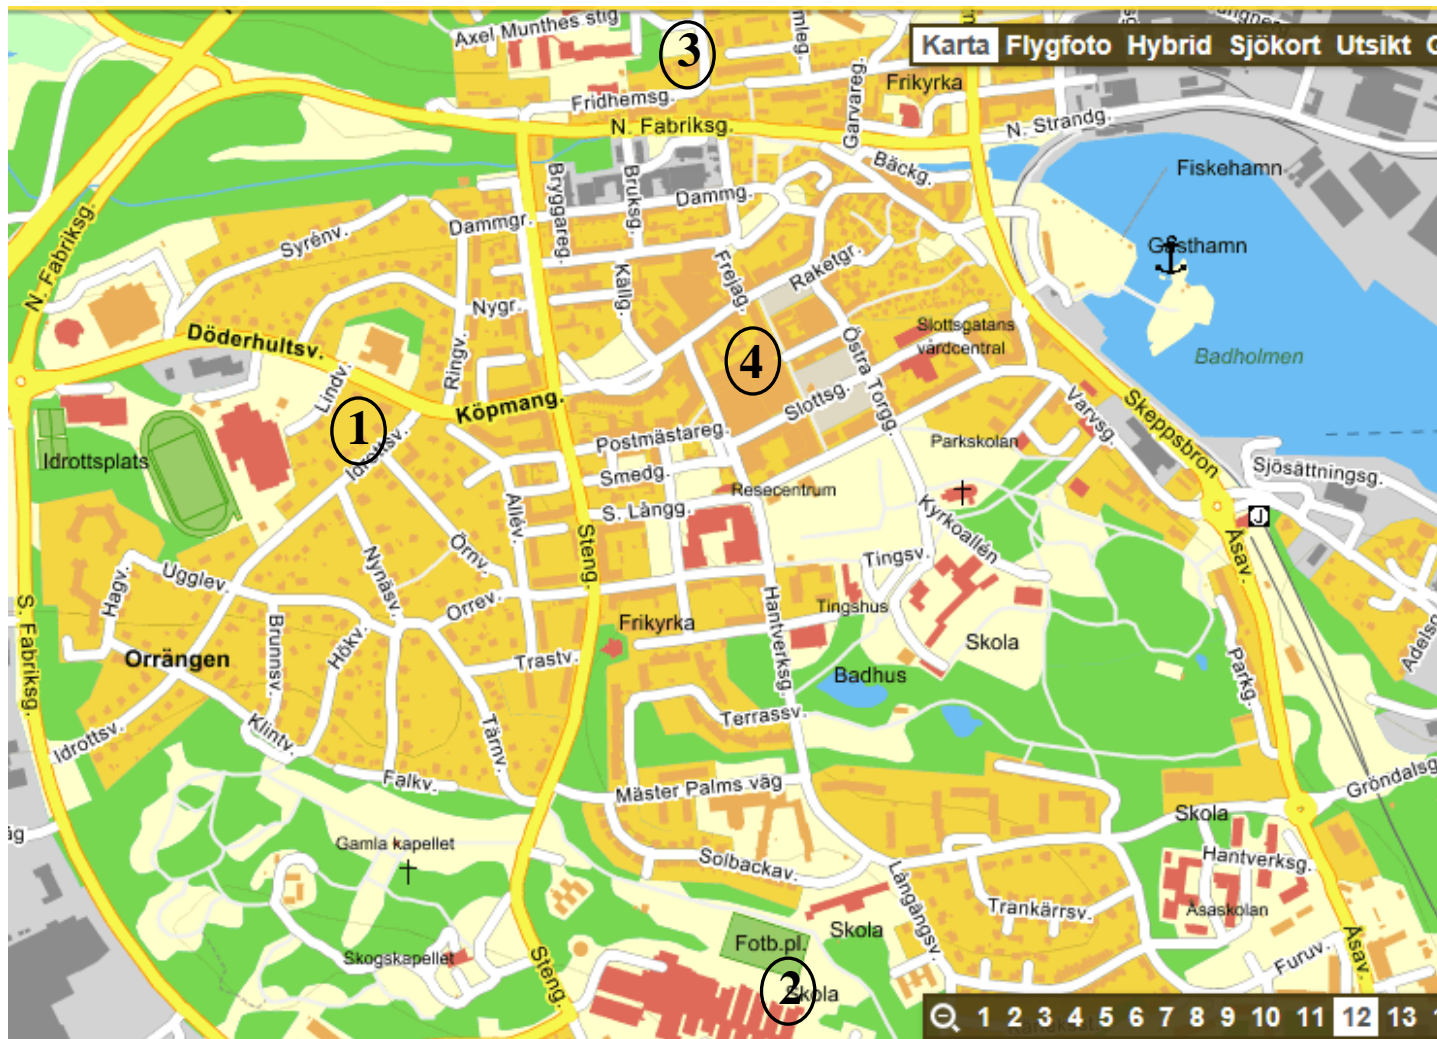 Axel Munthes stig
3
mleg.
Garvareg.
Karta Flygfoto Hybrid Sjökort Utsikt
Frikyrka
Fridhemsg.
N. Fabriksg.
N. Strandg.
Bäckg.
Fiskehamn
Bryggareg.
Bruksg.
Dammg.
N. Fabriksg.
Syrénv.
Dammgr.
Gästhamn
Frejag.
Raketgr.
Källg.
Nygr.
Döderhultsv.
Slottsgatans
vårdcentral
Östra Torgg.
Badholmen
4
Ringv.
Lindv.
Köpmang.
Slottsg.
Varvsg.
Skeppsbron
1
Idrottsv.
Postmästareg.
Parkskolan
Idrottsplats
Smedg.
Resecentrum
Sjösättningsg.
Allév.
S. Långg.
Kyrkoallén
J
Steng.
Åsav.
Örnv.
Nynäsv.
Tingsv.
Ugglev.
Hagv.
Orrev.
Hantverksg.
Tingshus
S. Fabriksg.
Frikyrka
Brunnsv.
Hökv.
Skola
Adelsg
Orrängen
Trastv.
Badhus
Parkg.
Idrottsv.
Klintv.
Tärnv.
Terrassv.
Falkv.
Mäster Palms väg
Gröndalsg
Skola
äg
Gamla kapellet
Solbackav.
Hantverksg.
Långängsv.
Trankärrsv.
Åsaskolan
Skola
Fotb.pl.
Skogskapellet
Steng.
Furuv.
Åsav.
2
Skola
1 2 3 4 5 6 7 8 9 10 11 12 13